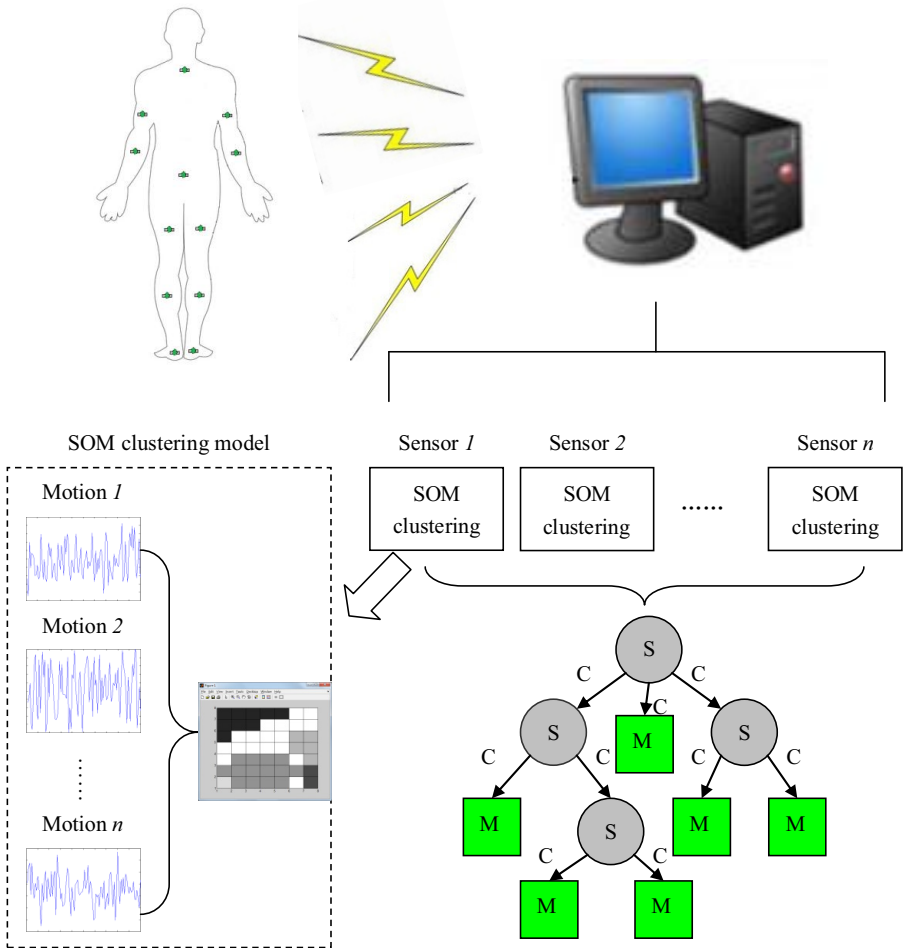 SOM clustering model
Sensor 1
Sensor 2
Sensor n
Motion 1
SOM
clustering
SOM
clustering
......
SOM
clustering
Motion 2
......
Motion n
S
C
C
C
S
M
S
C
C
C
C
M
S
M
M
C
C
M
M